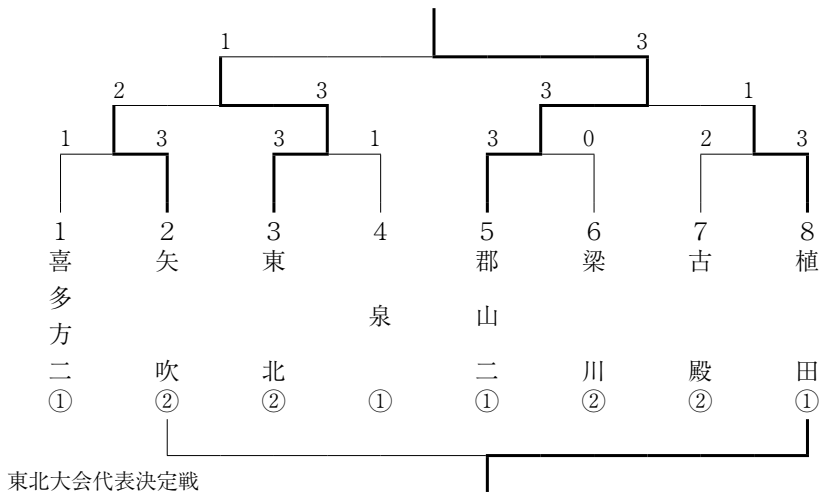 1 3
2 3 3 1
1 3 3 1 3 0 2 3
1 2 3 4 5 6 7 8
喜多方二①
矢吹②
東北②
泉①
郡山二①
梁川②
古殿②
植田①
東北大会代表決定戦